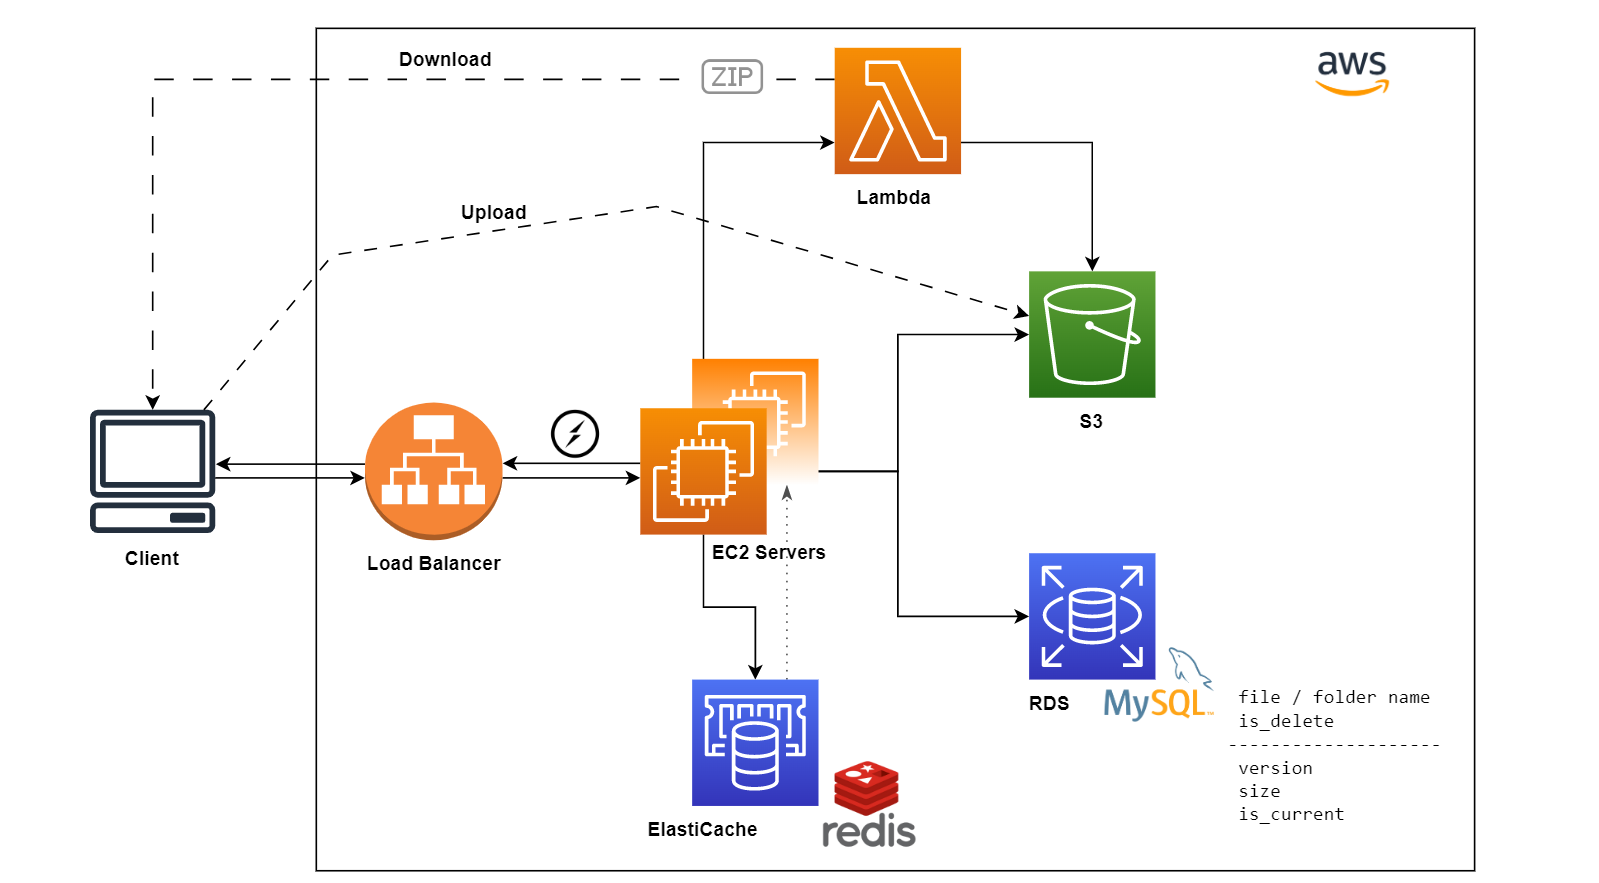 Download
ZIP
aws
Lambda
Upload
S3
Client
Load Balancer
EC2 Servers
RDS
MySQL™
file / folder name
is_delete
--------------------
version
size
is_current
ElastiCache
redis